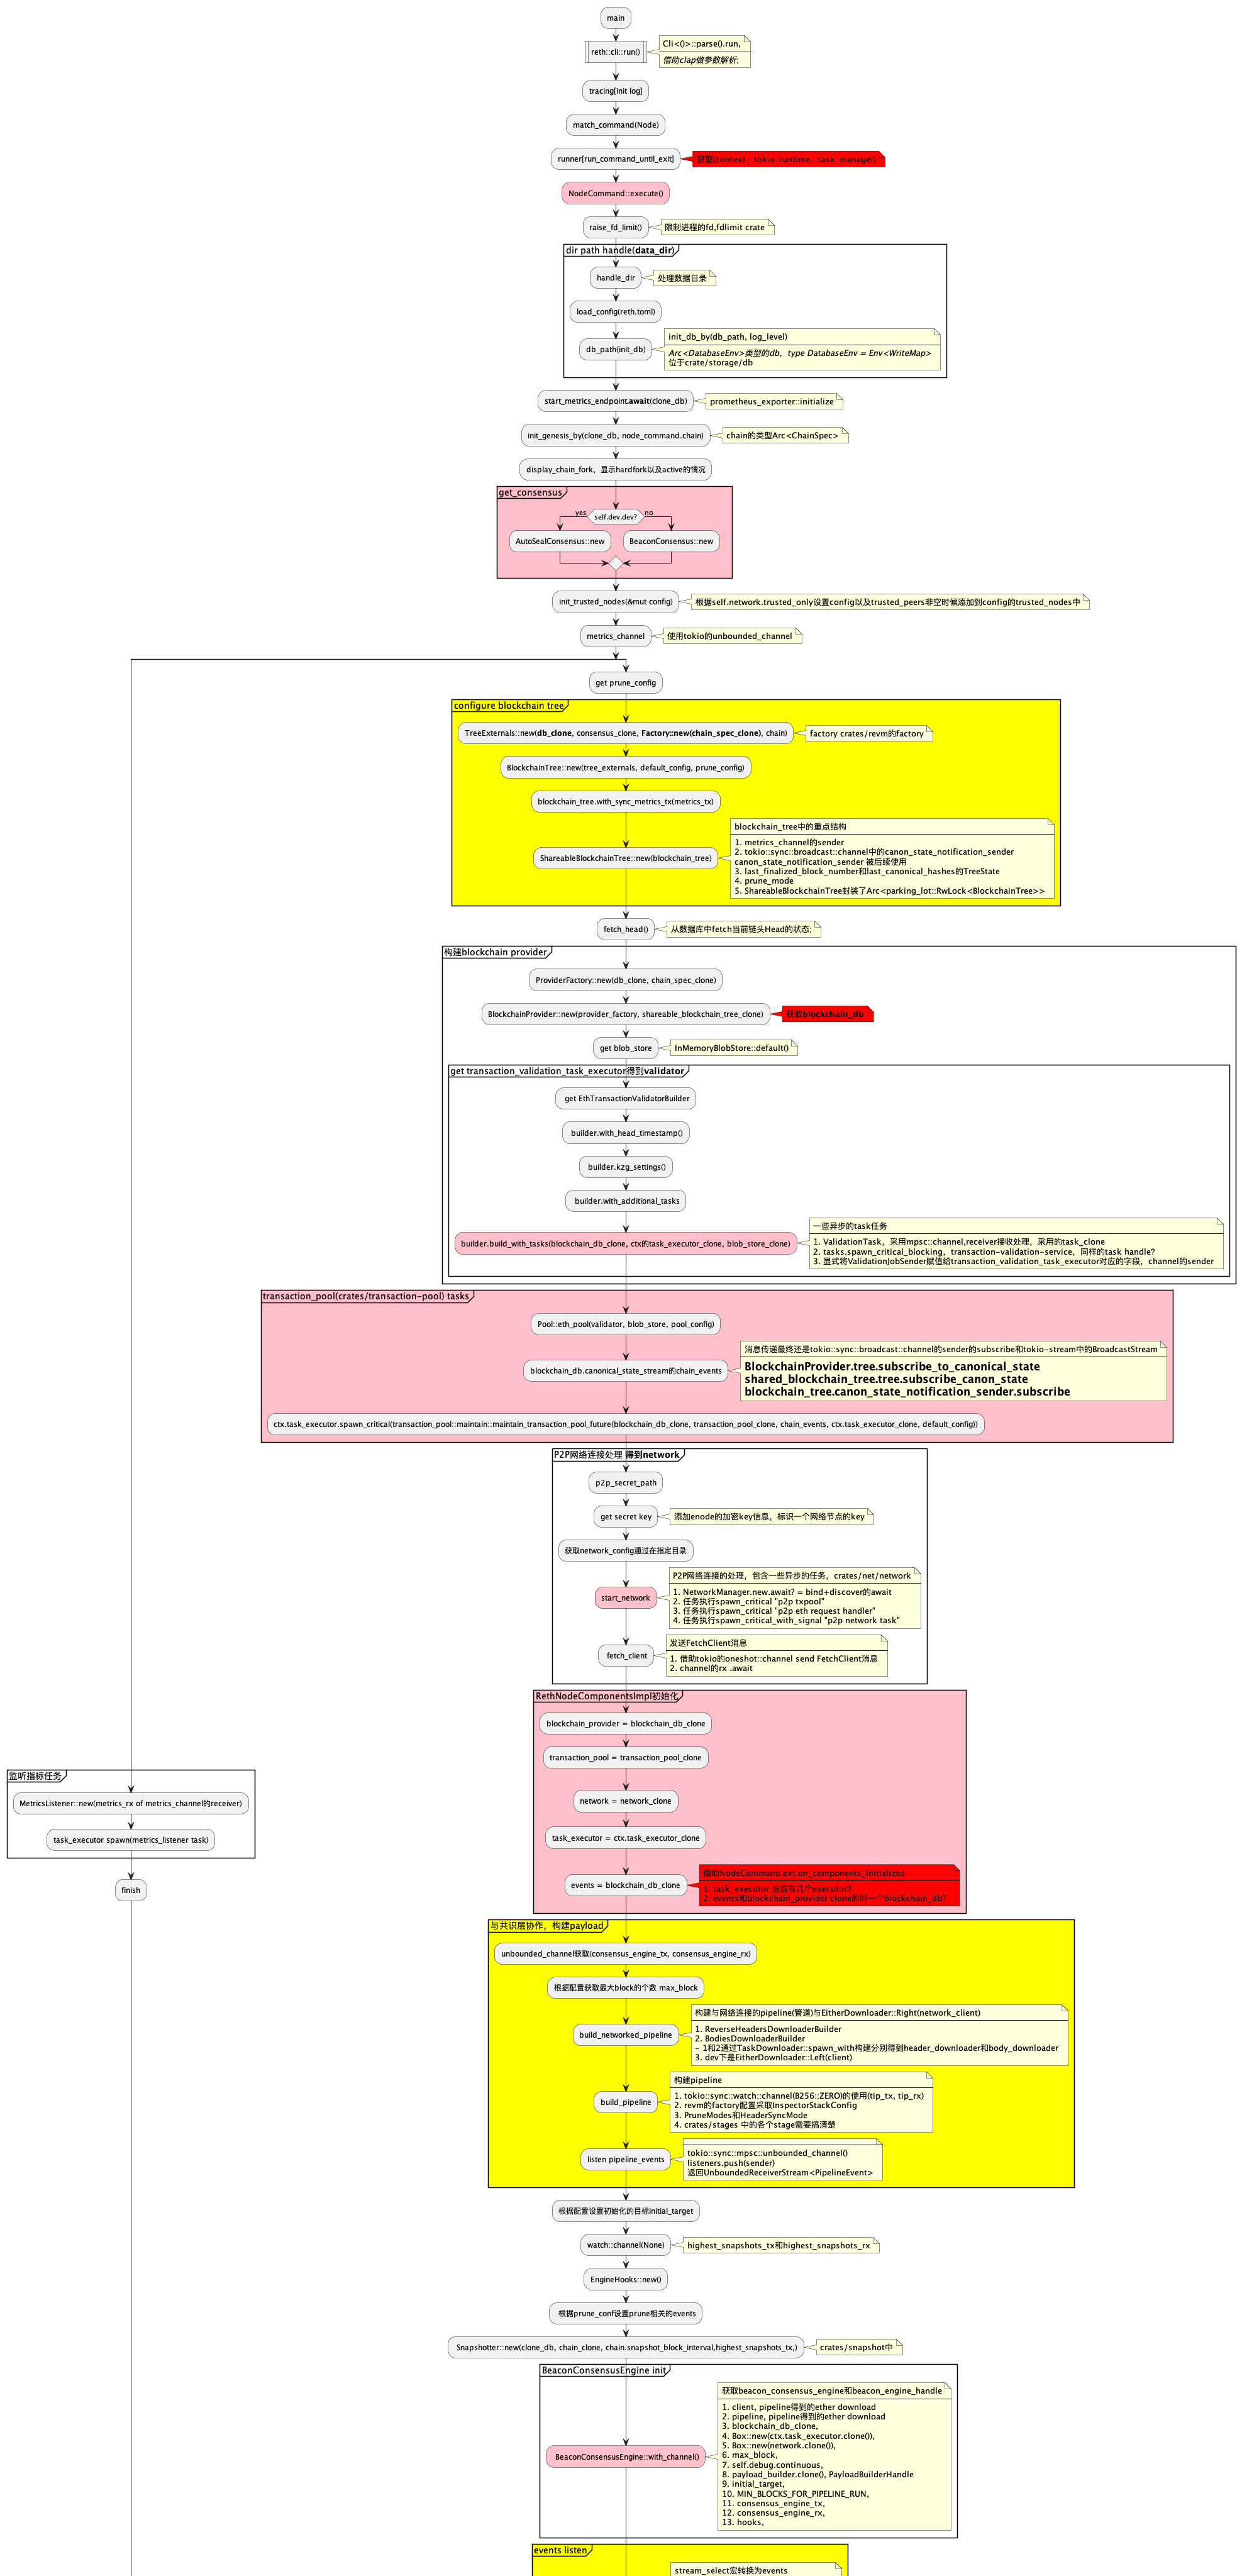 main
reth::cli::run()
Cli<()>::parse().run,
借助clap做参数解析;
tracing[init log]
match_command(Node)
runner[run_command_until_exit]
获取(context、tokio_runtime、task_manager)
NodeCommand::execute()
raise_fd_limit()
限制进程的fd,fdlimit crate
dir path handle(data_dir)
handle_dir
处理数据目录
load_config(reth.toml)
db_path(init_db)
init_db_by(db_path, log_level)
Arc<DatabaseEnv>类型的db，type DatabaseEnv = Env<WriteMap>
位于crate/storage/db
start_metrics_endpoint.await(clone_db)
prometheus_exporter::initialize
init_genesis_by(clone_db, node_command.chain)
chain的类型Arc<ChainSpec>
display_chain_fork，显示hardfork以及active的情况
get_consensus
yes
self.dev.dev?
no
AutoSealConsensus::new
BeaconConsensus::new
init_trusted_nodes(&mut config)
根据self.network.trusted_only设置config以及trusted_peers非空时候添加到config的trusted_nodes中
metrics_channel
使用tokio的unbounded_channel
get prune_config
configure blockchain tree
TreeExternals::new(db_clone, consensus_clone, Factory::new(chain_spec_clone), chain)
factory crates/revm的factory
BlockchainTree::new(tree_externals, default_config, prune_config)
blockchain_tree.with_sync_metrics_tx(metrics_tx)
ShareableBlockchainTree::new(blockchain_tree)
blockchain_tree中的重点结构
1. metrics_channel的sender
2. tokio::sync::broadcast::channel中的canon_state_notification_sender
canon_state_notification_sender 被后续使用
3. last_finalized_block_number和last_canonical_hashes的TreeState
4. prune_mode
5. ShareableBlockchainTree封装了Arc<parking_lot::RwLock<BlockchainTree>>
fetch_head()
从数据库中fetch当前链头Head的状态;
构建blockchain provider
ProviderFactory::new(db_clone, chain_spec_clone)
BlockchainProvider::new(provider_factory, shareable_blockchain_tree_clone)
获取blockchain_db
get blob_store
InMemoryBlobStore::default()
get transaction_validation_task_executor得到validator
get EthTransactionValidatorBuilder
builder.with_head_timestamp()
builder.kzg_settings()
builder.with_additional_tasks
builder.build_with_tasks(blockchain_db_clone, ctx的task_executor_clone, blob_store_clone)
一些异步的task任务
1. ValidationTask，采用mpsc::channel,receiver接收处理，采用的task_clone
2. tasks.spawn_critical_blocking，transaction-validation-service，同样的task handle?
3. 显式将ValidationJobSender赋值给transaction_validation_task_executor对应的字段，channel的sender
transaction_pool(crates/transaction-pool) tasks
Pool::eth_pool(validator, blob_store, pool_config)
blockchain_db.canonical_state_stream的chain_events
消息传递最终还是tokio::sync::broadcast::channel的sender的subscribe和tokio-stream中的BroadcastStream
BlockchainProvider.tree.subscribe_to_canonical_state
shared_blockchain_tree.tree.subscribe_canon_state
blockchain_tree.canon_state_notification_sender.subscribe
ctx.task_executor.spawn_critical(transaction_pool::maintain::maintain_transaction_pool_future(blockchain_db_clone, transaction_pool_clone, chain_events, ctx.task_executor_clone, default_config))
P2P网络连接处理 得到network
p2p_secret_path
get secret key
添加enode的加密key信息，标识一个网络节点的key
获取network_config通过在指定目录
start_network
P2P网络连接的处理，包含一些异步的任务，crates/net/network
1. NetworkManager.new.await? = bind+discover的await
2. 任务执行spawn_critical "p2p txpool"
3. 任务执行spawn_critical "p2p eth request handler"
4. 任务执行spawn_critical_with_signal "p2p network task"
fetch_client
发送FetchClient消息
1. 借助tokio的oneshot::channel send FetchClient消息
2. channel的rx .await
RethNodeComponentsImpl初始化
blockchain_provider = blockchain_db_clone
transaction_pool = transaction_pool_clone
network = network_clone
task_executor = ctx.task_executor_clone
events = blockchain_db_clone
借助NodeCommand.ext.on_components_initialized
1. task_executor 当前有几个executor?
2. events和blockchain_provider clone的同一个blockchain_db?
监听指标任务
MetricsListener::new(metrics_rx of metrics_channel的receiver)
task_executor spawn(metrics_listener task)
finish
与共识层协作，构建payload
unbounded_channel获取(consensus_engine_tx, consensus_engine_rx)
根据配置获取最大block的个数 max_block
build_networked_pipeline
构建与网络连接的pipeline(管道)与EitherDownloader::Right(network_client)
1. ReverseHeadersDownloaderBuilder
2. BodiesDownloaderBuilder
- 1和2通过TaskDownloader::spawn_with构建分别得到header_downloader和body_downloader
3. dev下是EitherDownloader::Left(client)
build_pipeline
构建pipeline
1. tokio::sync::watch::channel(B256::ZERO)的使用(tip_tx, tip_rx)
2. revm的factory配置采取InspectorStackConfig
3. PruneModes和HeaderSyncMode
4. crates/stages 中的各个stage需要搞清楚
listen pipeline_events
tokio::sync::mpsc::unbounded_channel()
listeners.push(sender)
返回UnboundedReceiverStream<PipelineEvent>
根据配置设置初始化的目标initial_target
watch::channel(None)
highest_snapshots_tx和highest_snapshots_rx
EngineHooks::new()
根据prune_conf设置prune相关的events
Snapshotter::new(clone_db, chain_clone, chain.snapshot_block_interval,highest_snapshots_tx,)
crates/snapshot中
BeaconConsensusEngine init
BeaconConsensusEngine::with_channel()
获取beacon_consensus_engine和beacon_engine_handle
1. client, pipeline得到的ether download
2. pipeline, pipeline得到的ether download
3. blockchain_db_clone,
4. Box::new(ctx.task_executor.clone()),
5. Box::new(network.clone()),
6. max_block,
7. self.debug.continuous,
8. payload_builder.clone(), PayloadBuilderHandle
9. initial_target,
10. MIN_BLOCKS_FOR_PIPELINE_RUN,
11. consensus_engine_tx,
12. consensus_engine_rx,
13. hooks,
events listen
stream_select宏转换为events